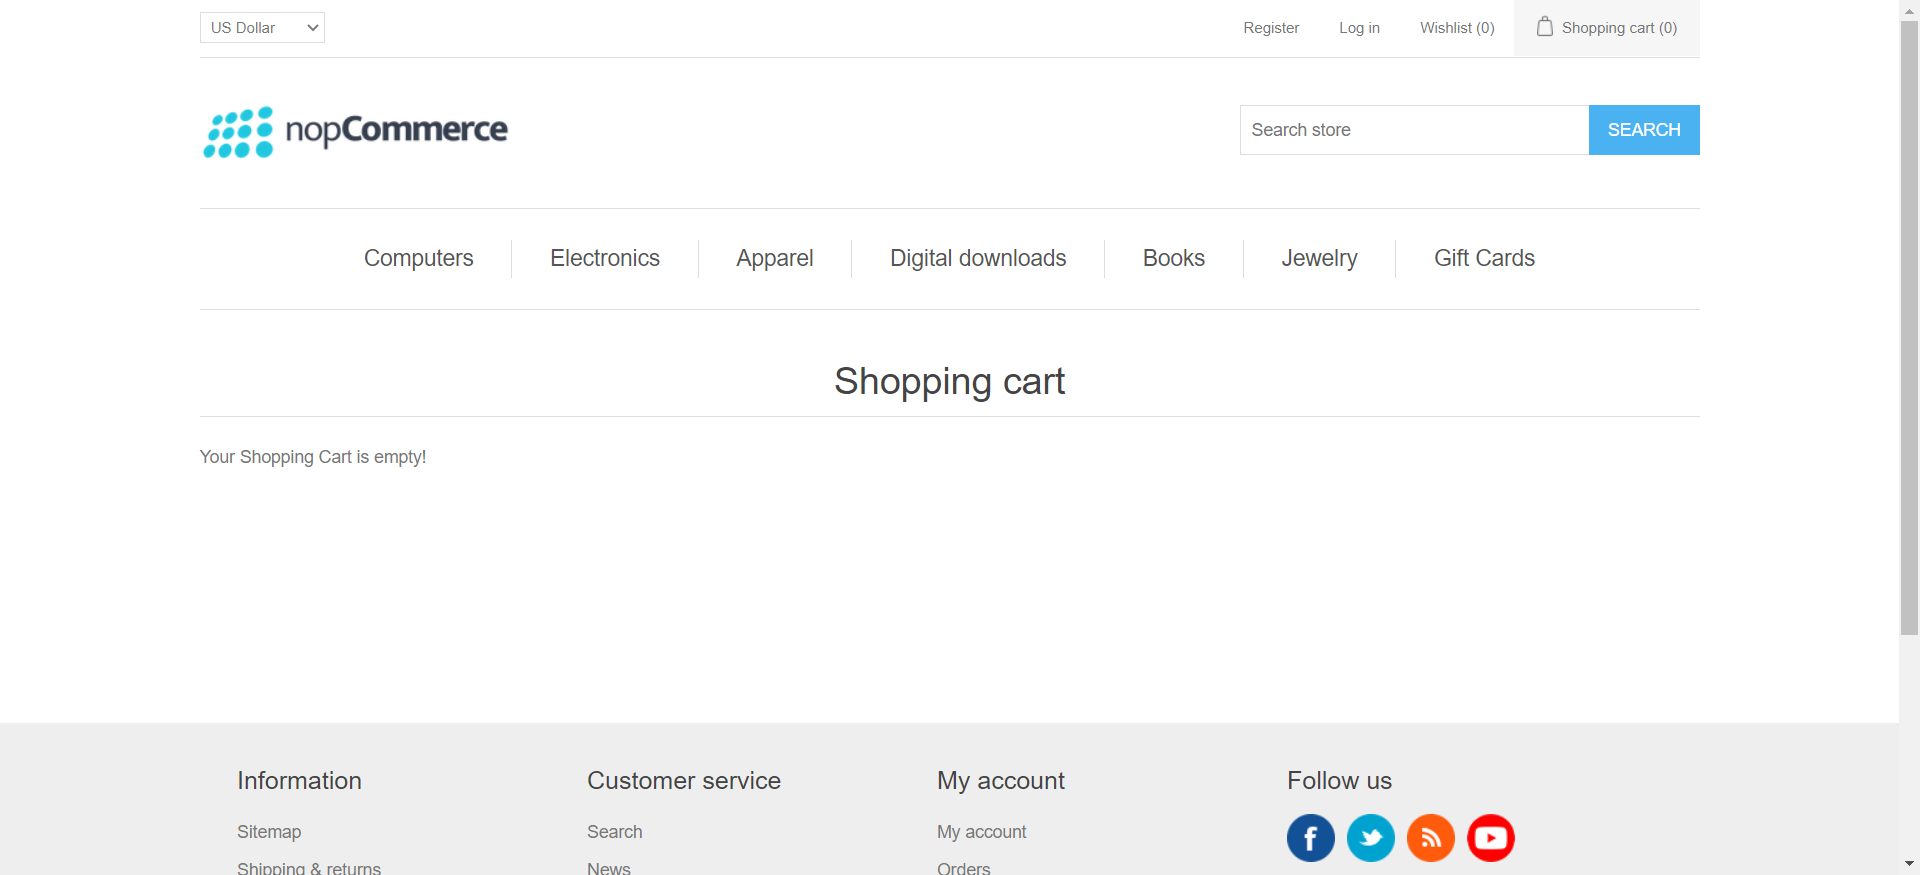 US Dollar
Register
Log in
Wishlist (0)
Shopping cart (0)
nopCommerce
Search store
SEARCH
Computers
Electronics
Apparel
Digital downloads
Books
Jewelry
Gift Cards
Shopping cart
Your Shopping Cart is empty!
Information
Customer service
My account
Follow us
Sitemap
Search
My account
Shipping & returns
News
Orders